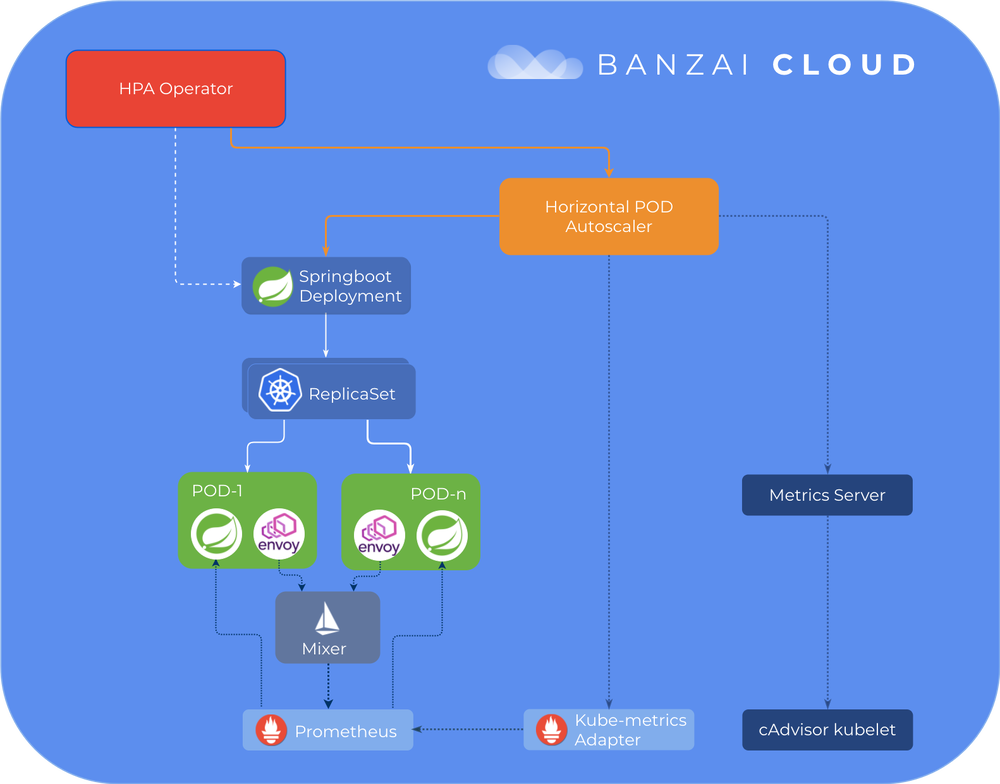 BANZAI CLOUD
HPA Operator
Horizontal POD
Autoscaler
Springboot
Deployment
ReplicaSet
POD-1
POD-n
envoy
envoy
Metrics Server
Mixer
Prometheus
Kube-metrics
Adapter
cAdvisor kubelet